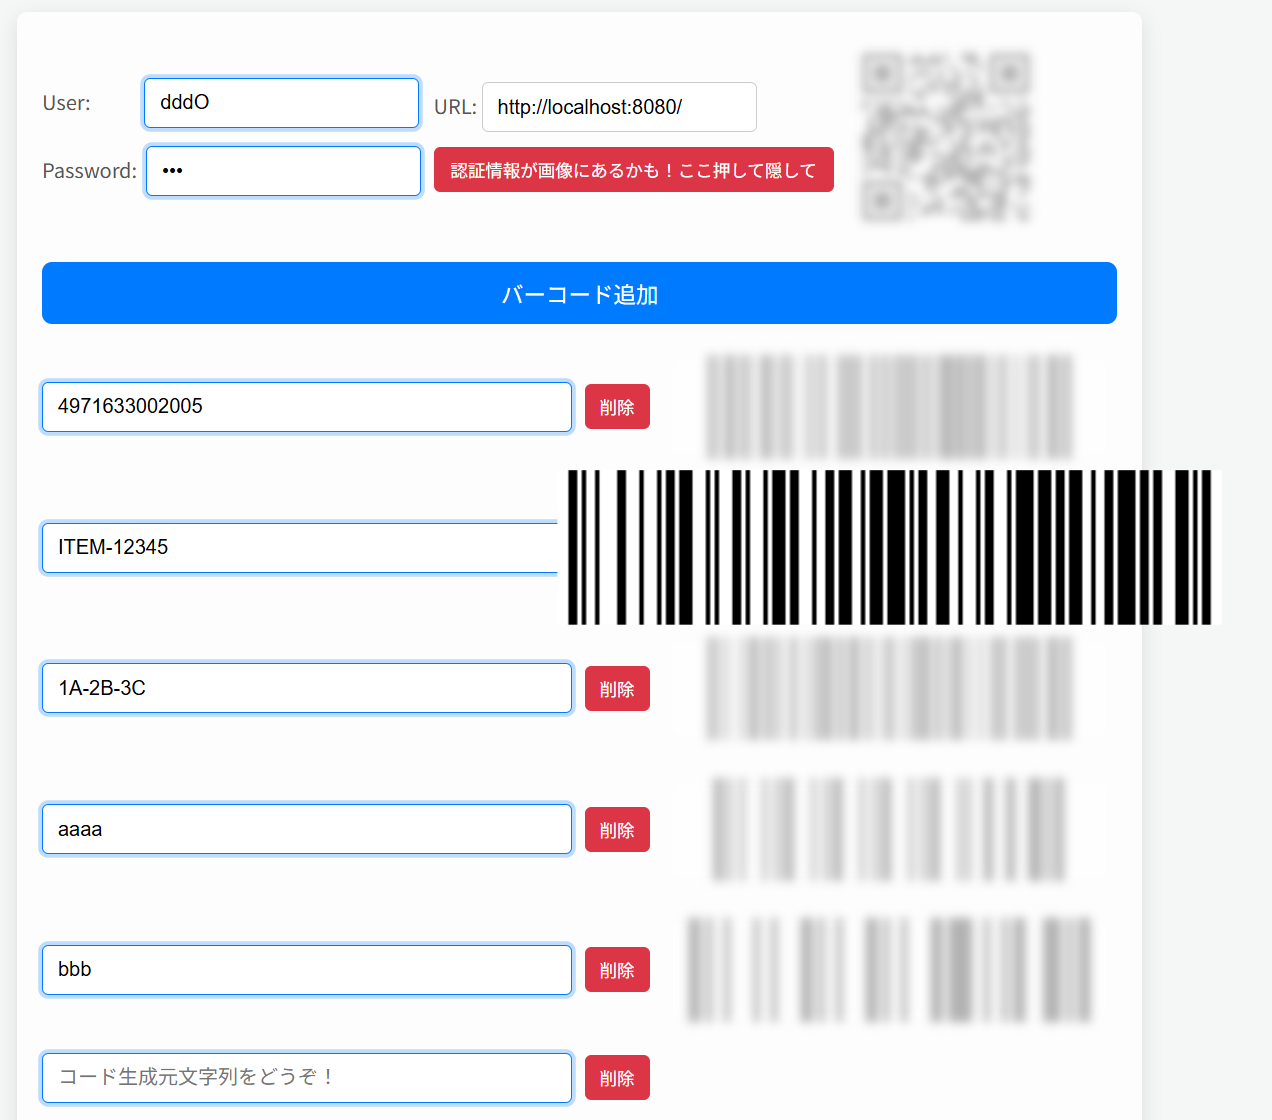 User: dddO URL: http://localhost:8080/
Password: ••• 認証情報が画像にあるかも！ここ押して隠して
バーコード追加
4971633002005 削除
ITEM-12345
1A-2B-3C 削除
aaaa 削除
bbb 削除
コード生成元文字列をどうぞ！ 削除